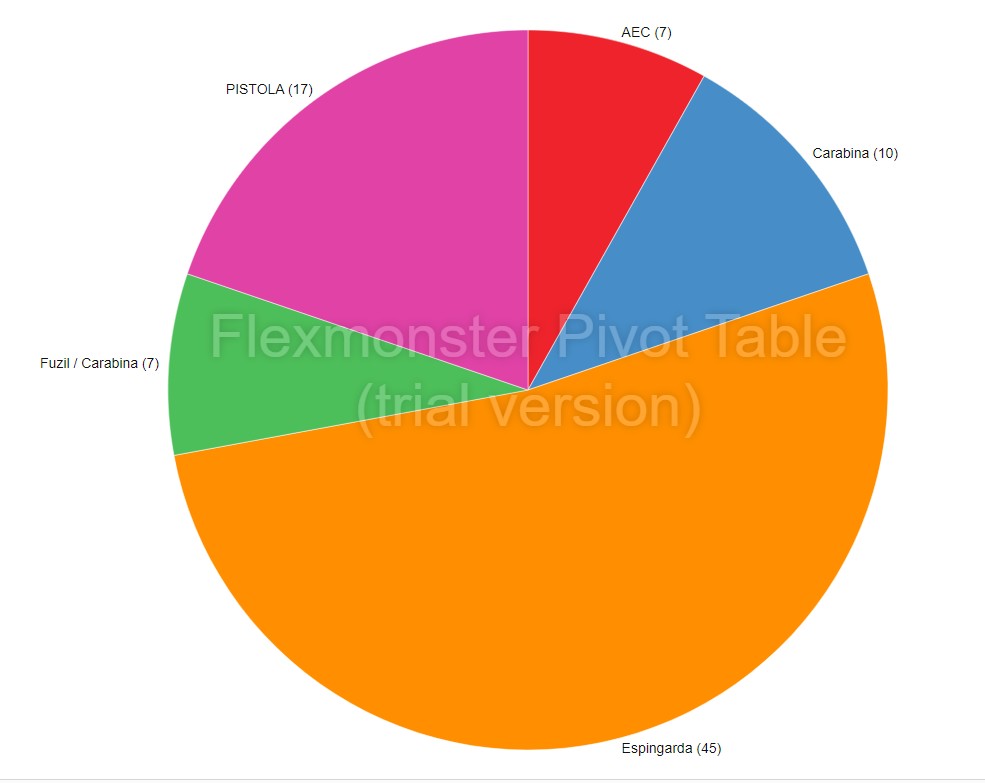 AEC (7)
PISTOLA (17)
Carabina (10)
Flexmonster Pivot Table
(trial version)
Fuzil / Carabina (7)
Espingarda (45)